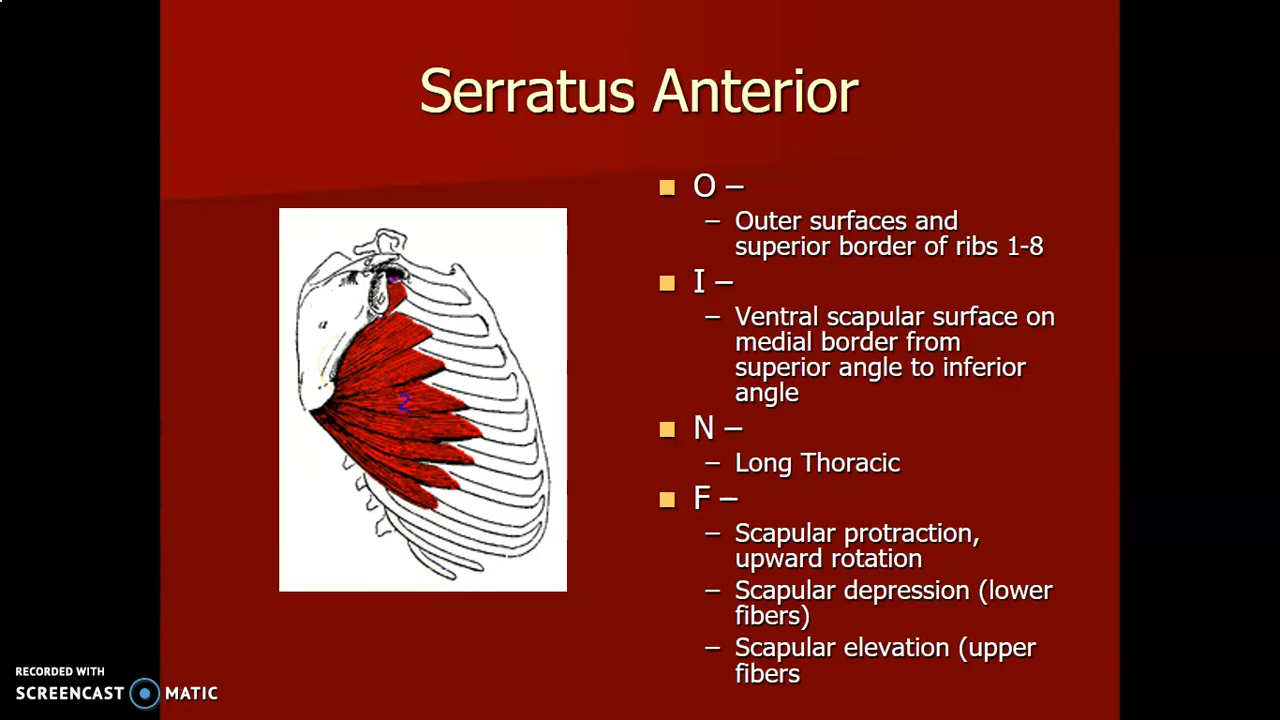 Serratus Anterior
O –
– Outer surfaces and
superior border of ribs 1-8
I –
– Ventral scapular surface on
medial border from
superior angle to inferior
angle
N –
– Long Thoracic
F –
– Scapular protraction,
upward rotation
– Scapular depression (lower
fibers)
– Scapular elevation (upper
fibers
a
2
RECORDED WITH
SCREENCAST MATIC